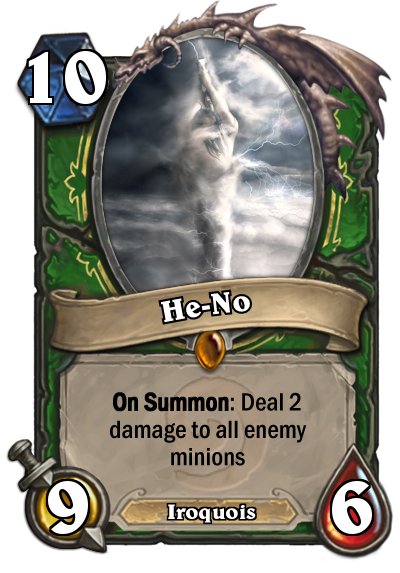 10
He-No
On Summon: Deal 2
damage to all enemy
minions
Iroquois
9
6